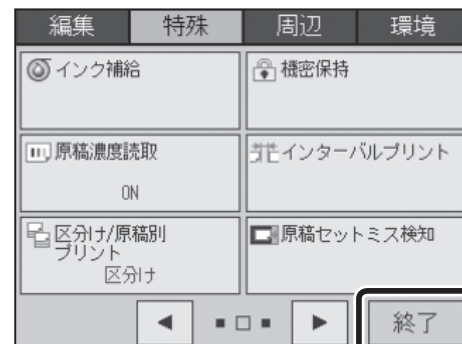 編集 特殊 周辺 環境
インク補給 機密保持
原稿濃度読取 インターバルプリント
ON
区分け/原稿別 原稿セットミス検知
プリント
区分け
終了